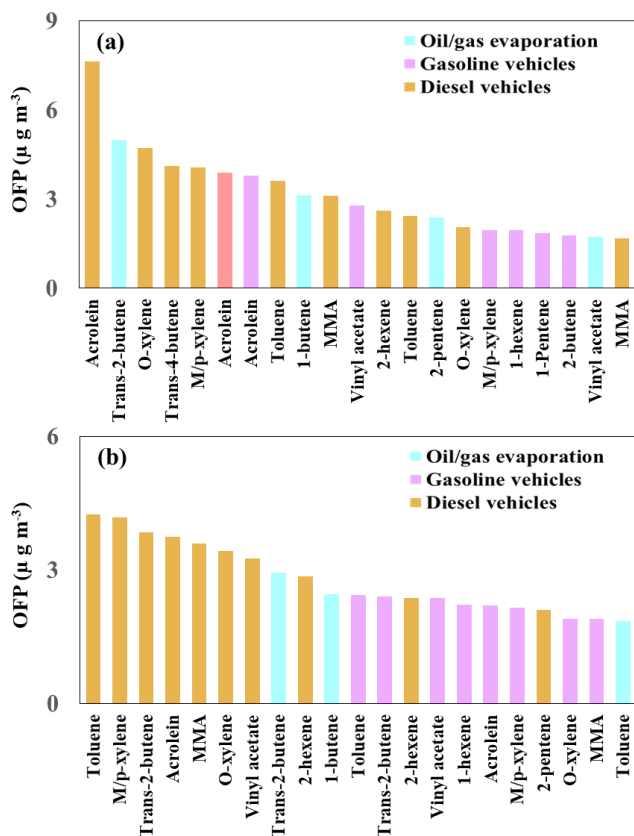 (a)
Oil/gas evaporation
Gasoline vehicles
Diesel vehicles
OFP (μ g m-3)
9
6
3
0
Acrolein
Trans-2-butene
O-xylene
Trans-4-butene
M/p-xylene
Acrolein
Acrolein
Toluene
1-butene
MMA
Vinyl acetate
2-hexene
Toluene
2-pentene
O-xylene
M/p-xylene
1-hexene
1-Pentene
2-butene
Vinyl acetate
MMA
(b)
Oil/gas evaporation
Gasoline vehicles
Diesel vehicles
OFP (μ g m-3)
6
3
0
Toluene
M/p-xylene
Trans-2-butene
Acrolein
MMA
O-xylene
Vinyl acetate
Trans-2-butene
2-hexene
1-butene
Toluene
Trans-2-butene
2-hexene
Vinyl acetate
1-hexene
Acrolein
M/p-xylene
2-pentene
O-xylene
MMA
Toluene